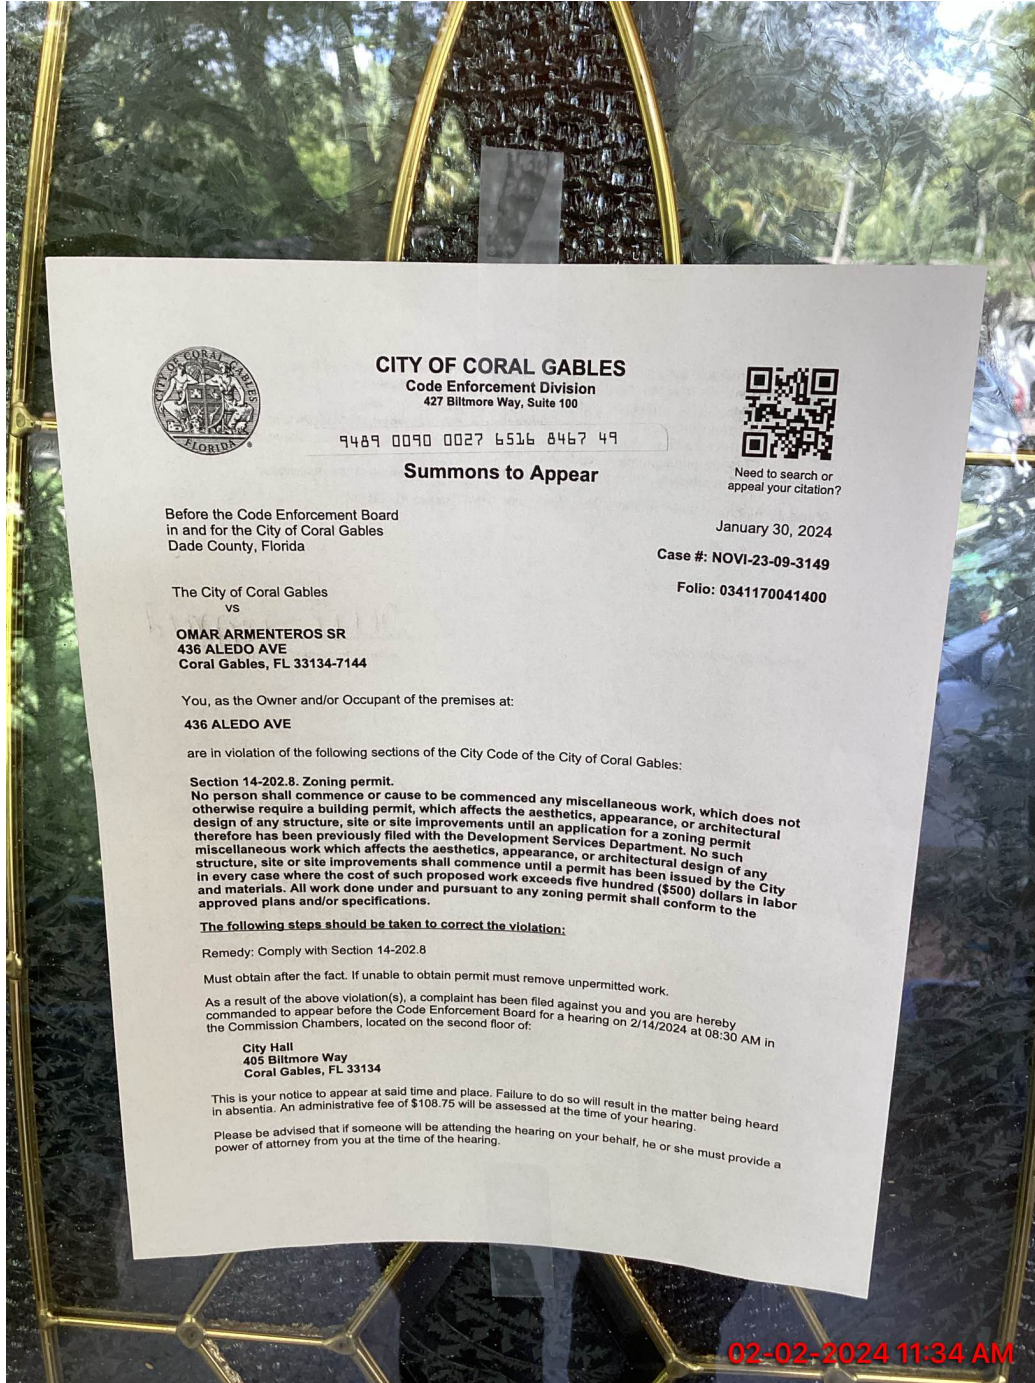 CITY OF CORAL GABLES
FLORIDA
CITY OF CORAL GABLES
Code Enforcement Division
427 Biltmore Way, Suite 100
9489 0090 0027 6516 8467 49
Summons to Appear
Need to search or
appeal your citation?
Before the Code Enforcement Board
in and for the City of Coral Gables
Dade County, Florida
January 30, 2024
Case #: NOVI-23-09-3149
Folio: 0341170041400
The City of Coral Gables
vs
OMAR ARMENTEROS SR
436 ALEDO AVE
Coral Gables, FL 33134-7144
You, as the Owner and/or Occupant of the premises at:
436 ALEDO AVE
are in violation of the following sections of the City Code of the City of Coral Gables:
Section 14-202.8. Zoning permit.
No person shall commence or cause to be commenced any miscellaneous work, which does not
otherwise require a building permit, which affects the aesthetics, appearance, or architectural
design of any structure, site or site improvements until an application for a zoning permit
therefore has been previously filed with the Development Services Department. No such
miscellaneous work which affects the aesthetics, appearance, or architectural design of any
structure, site or site improvements shall commence until a permit has been issued by the City
in every case where the cost of such proposed work exceeds five hundred ($500) dollars in labor
and materials. All work done under and pursuant to any zoning permit shall conform to the
approved plans and/or specifications.
The following steps should be taken to correct the violation:
Remedy: Comply with Section 14-202.8
Must obtain after the fact. If unable to obtain permit must remove unpermitted work.
As a result of the above violation(s), a complaint has been filed against you and you are hereby
commanded to appear before the Code Enforcement Board for a hearing on 2/14/2024 at 08:30 AM in
the Commission Chambers, located on the second floor of:
City Hall
405 Biltmore Way
Coral Gables, FL 33134
This is your notice to appear at said time and place. Failure to do so will result in the matter being heard
in absentia. An administrative fee of $108.75 will be assessed at the time of your hearing.
Please be advised that if someone will be attending the hearing on your behalf, he or she must provide a
power of attorney from you at the time of the hearing.
02-02-2024 11:34 AM